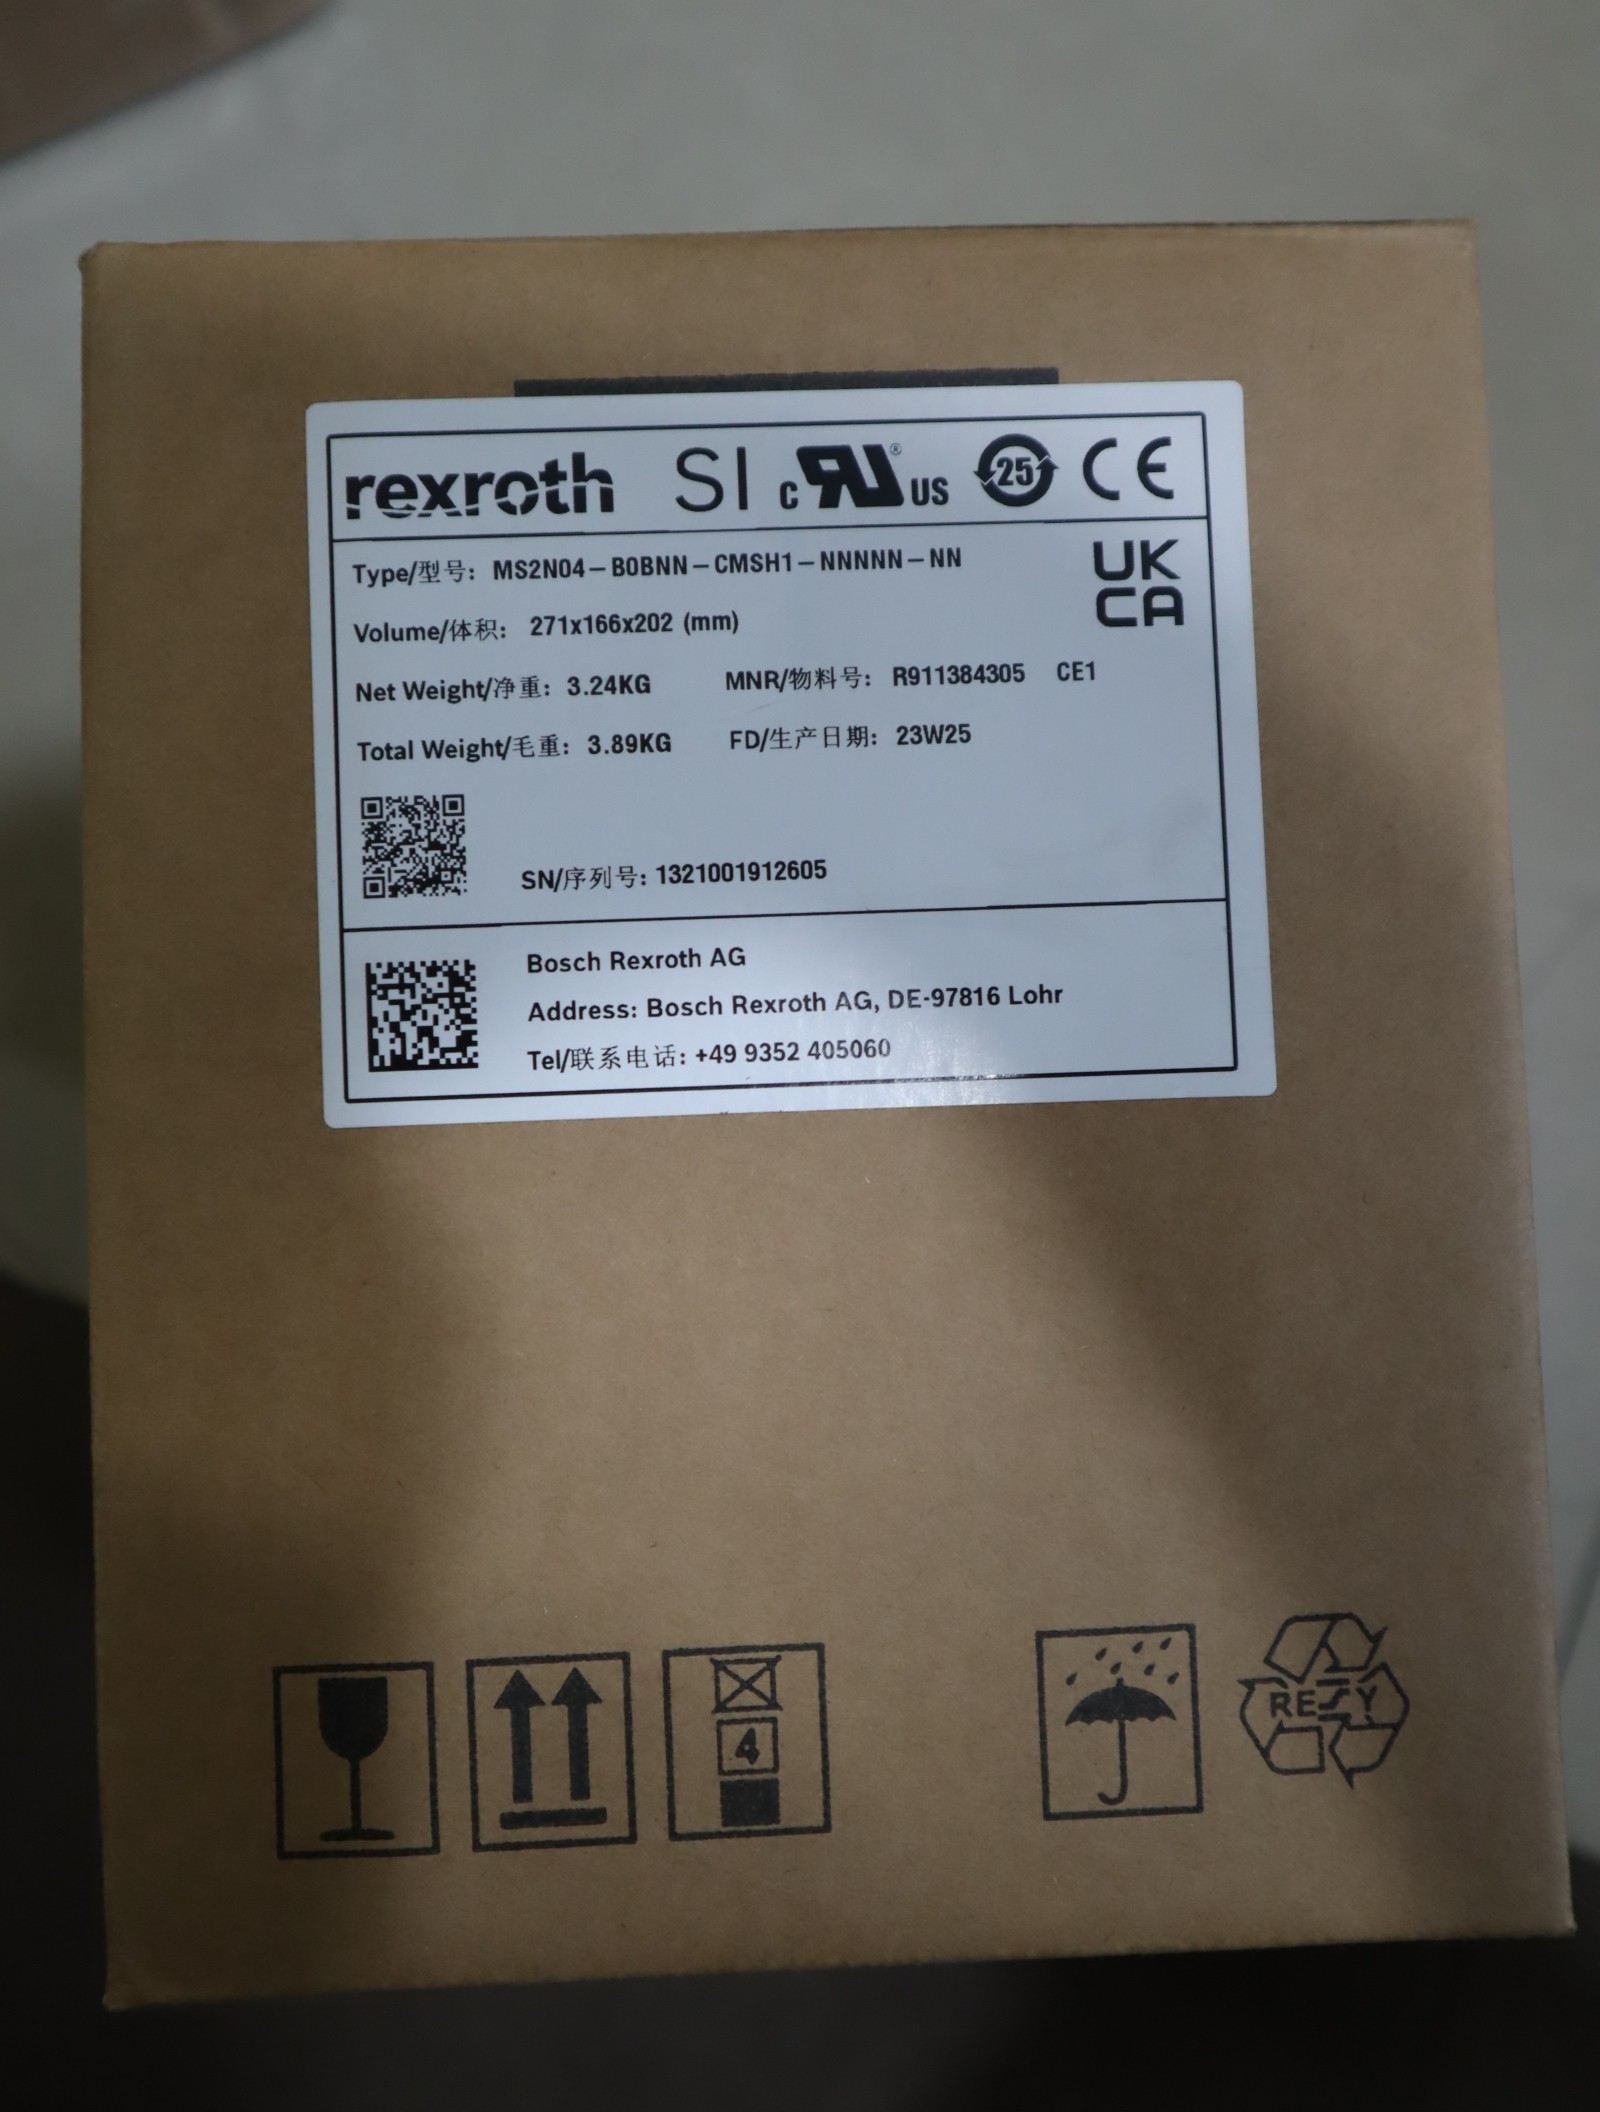 rexroth SI c RU ® US 25 CE
Type/型号: MS2N04-B0BNN-CMSH1-NNNNN-NN
UK
CA
Volume/体积: 271x166x202 (mm)
Net Weight/净重: 3.24KG MNR/物料号: R911384305 CE1
Total Weight/毛重: 3.89KG FD/生产日期: 23W25
SN/序列号: 1321001912605
Bosch Rexroth AG
Address: Bosch Rexroth AG, DE-97816 Lohr
Tel/联系电话: +49 9352 405060
4
RESY